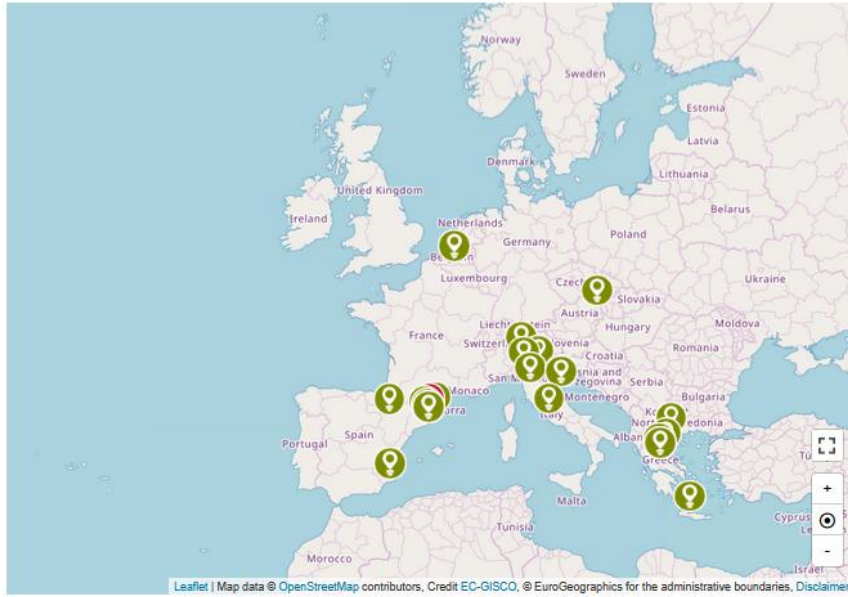 Norway
Sweden
Estonia
Latvia
Denmark
Lithuania
United Kingdom
Belarus
Ireland
Netherlands
Poland
Germany
Luxembourg
Ukraine
Slovakia
Austria
Liechtenstein
Moldova
Hungary
France
Romania
Croatia
Serbia
Monaco
Montenegro
Bulgaria
Italy
Spain
Portugal
Greece
Malta
Tunisia
Morocco
Israel
+
-
Leaflet | Map data © OpenStreetMap contributors, Credit EC-GISCO, © EuroGeographics for the administrative boundaries, Disclaimer